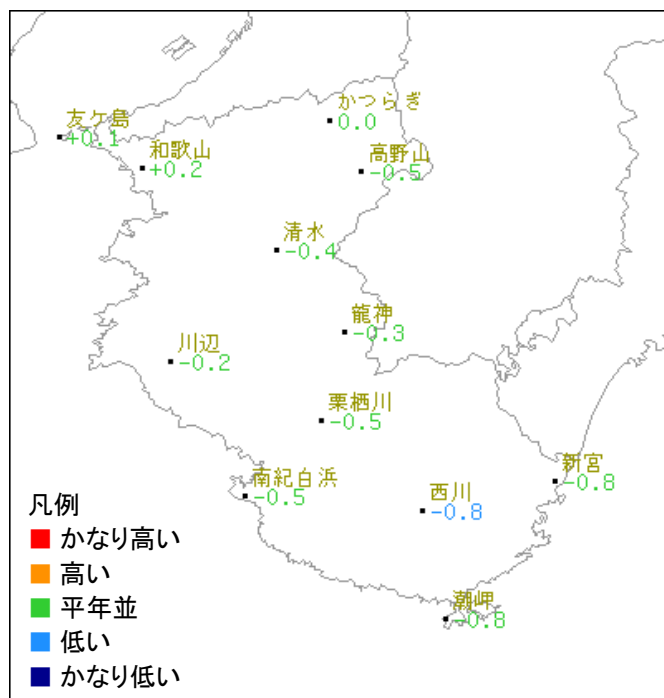 友ケ島
+0.1
和歌山
+0.2
かつらぎ
0.0
高野山
-0.5
清水
-0.4
龍神
-0.3
川辺
-0.2
栗栖川
-0.5
南紀白浜
-0.5
西川
-0.8
新宮
-0.8
潮岬
-0.8
凡例
かなり高い
高い
平年並
低い
かなり低い